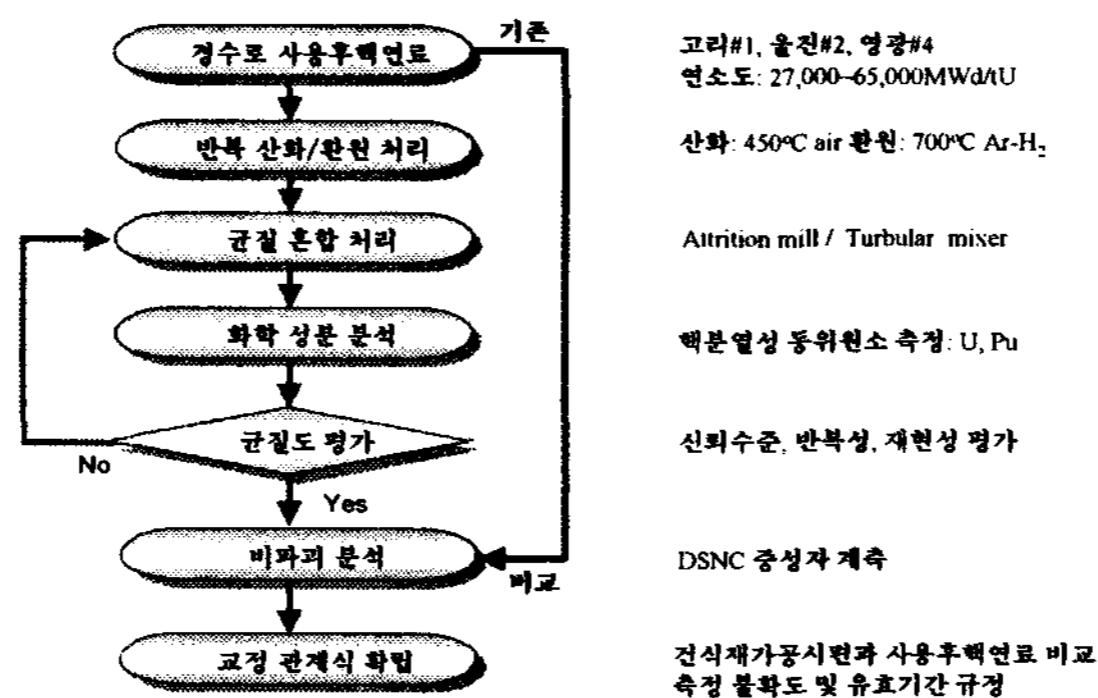 기존
경수로 사용후핵연료
고리#1, 울진#2, 영광#4
연소도: 27,000~65,000MWd/tU
반복 산화/환원 처리
산화: 450℃ air 환원: 700℃ Ar-H₂
균질 혼합 처리
Attrition mill / Turbular mixer
화학 성분 분석
핵분열성 동위원소 측정: U, Pu
균질도 평가
신뢰수준, 반복성, 재현성 평가
No
Yes
비파괴 분석
DSNC 중성자 계측
비교
교정 관계식 확립
건식재가공시편과 사용후핵연료 비교
측정 불확도 및 유효기간 규정